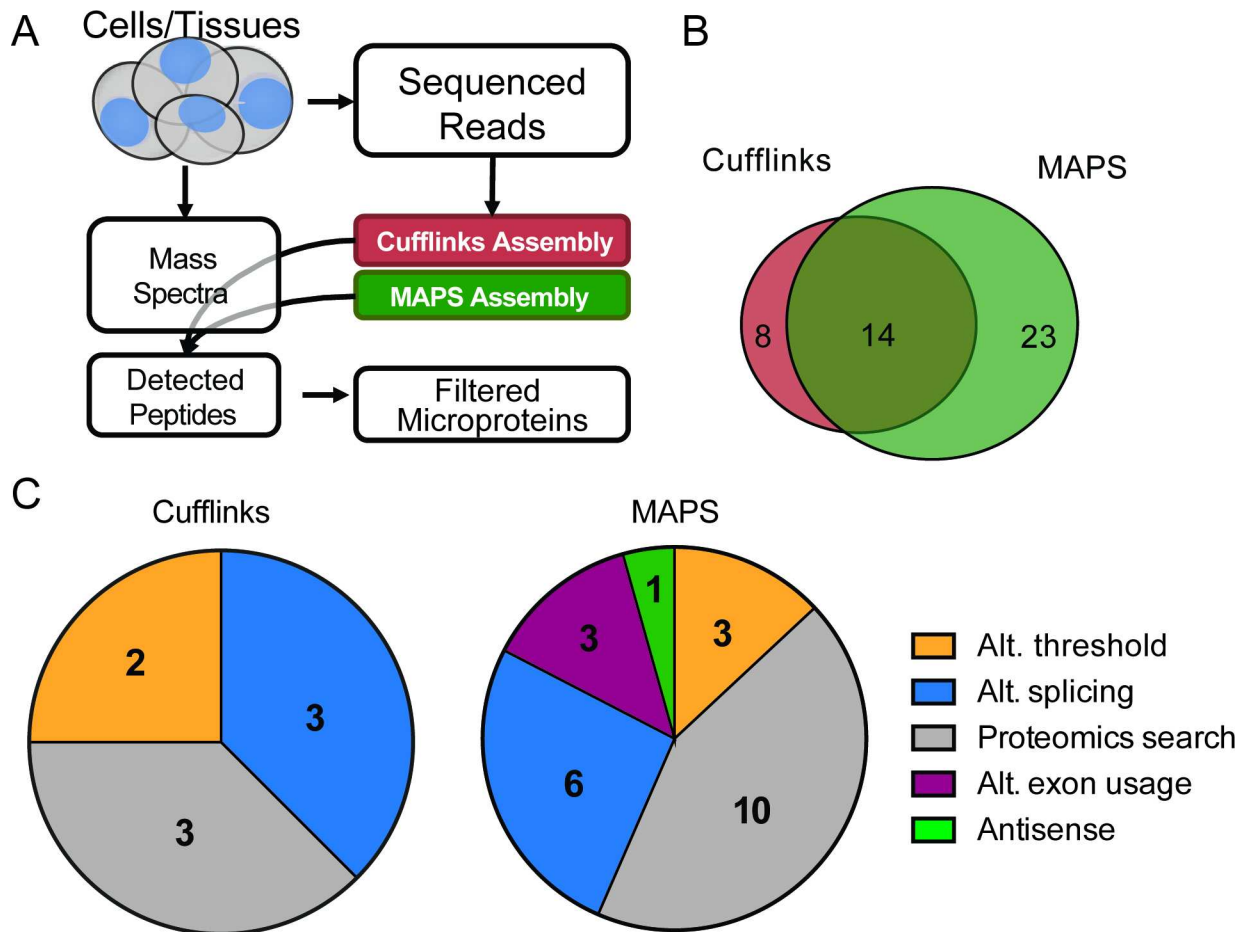 A
Cells/Tissues
Sequenced
Reads
Mass
Spectra
Cufflinks Assembly
MAPS Assembly
Detected
Peptides
Filtered
Microproteins
B
Cufflinks
MAPS
8
14
23
C
Cufflinks
2
3
3
MAPS
1
3
3
6
10
Alt. threshold
Alt. splicing
Proteomics search
Alt. exon usage
Antisense